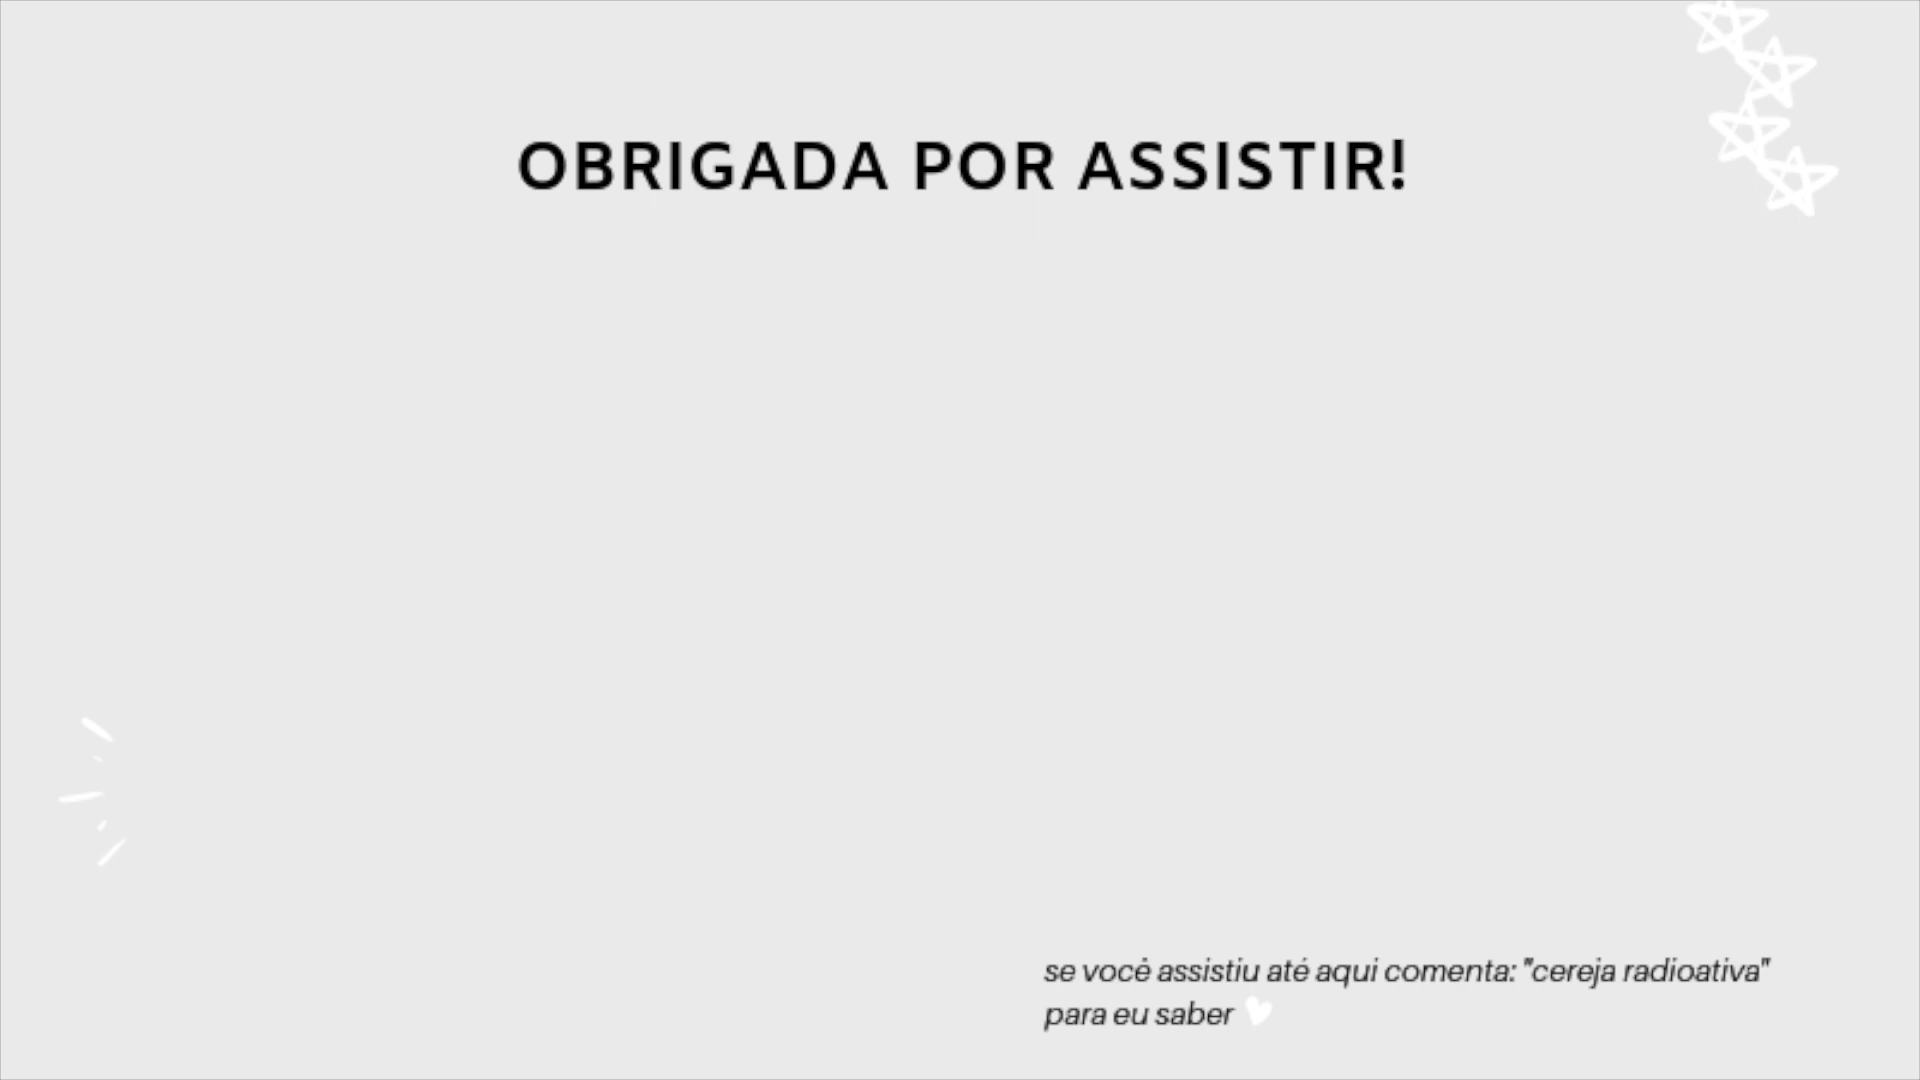 OBRIGADA POR ASSISTIR!
se você assistiu até aqui comenta: "cereja radioativa"
para eu saber